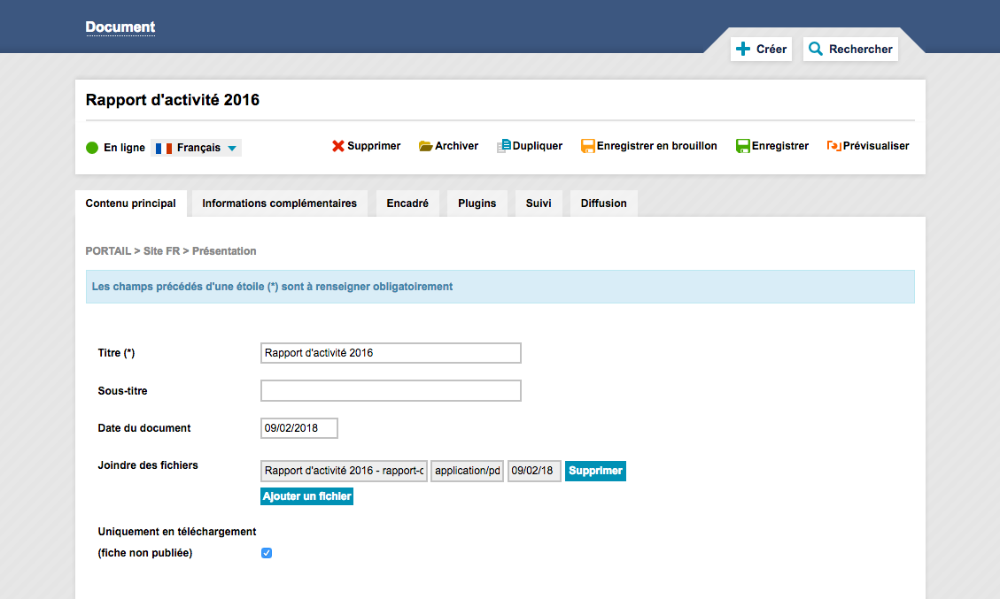 Document
Créer
Rechercher
Rapport d'activité 2016
En ligne
Français
Supprimer
Archiver
Dupliquer
Enregistrer en brouillon
Enregistrer
Prévisualiser
Contenu principal
Informations complémentaires
Encadré
Plugins
Suivi
Diffusion
PORTAIL > Site FR > Présentation
Les champs précédés d'une étoile (*) sont à renseigner obligatoirement
Titre (*)
Rapport d'activité 2016
Sous-titre
Date du document
09/02/2018
Joindre des fichiers
Rapport d'activité 2016 - rapport-c
application/pd
09/02/18
Supprimer
Ajouter un fichier
Uniquement en téléchargement
(fiche non publiée)